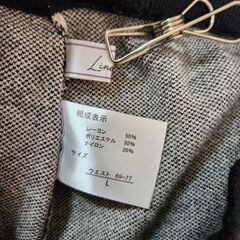 Line
組成表示
レーヨン 50%
ポリエステル 30%
ナイロン 20%
サイズ
ウエスト 69-77
L